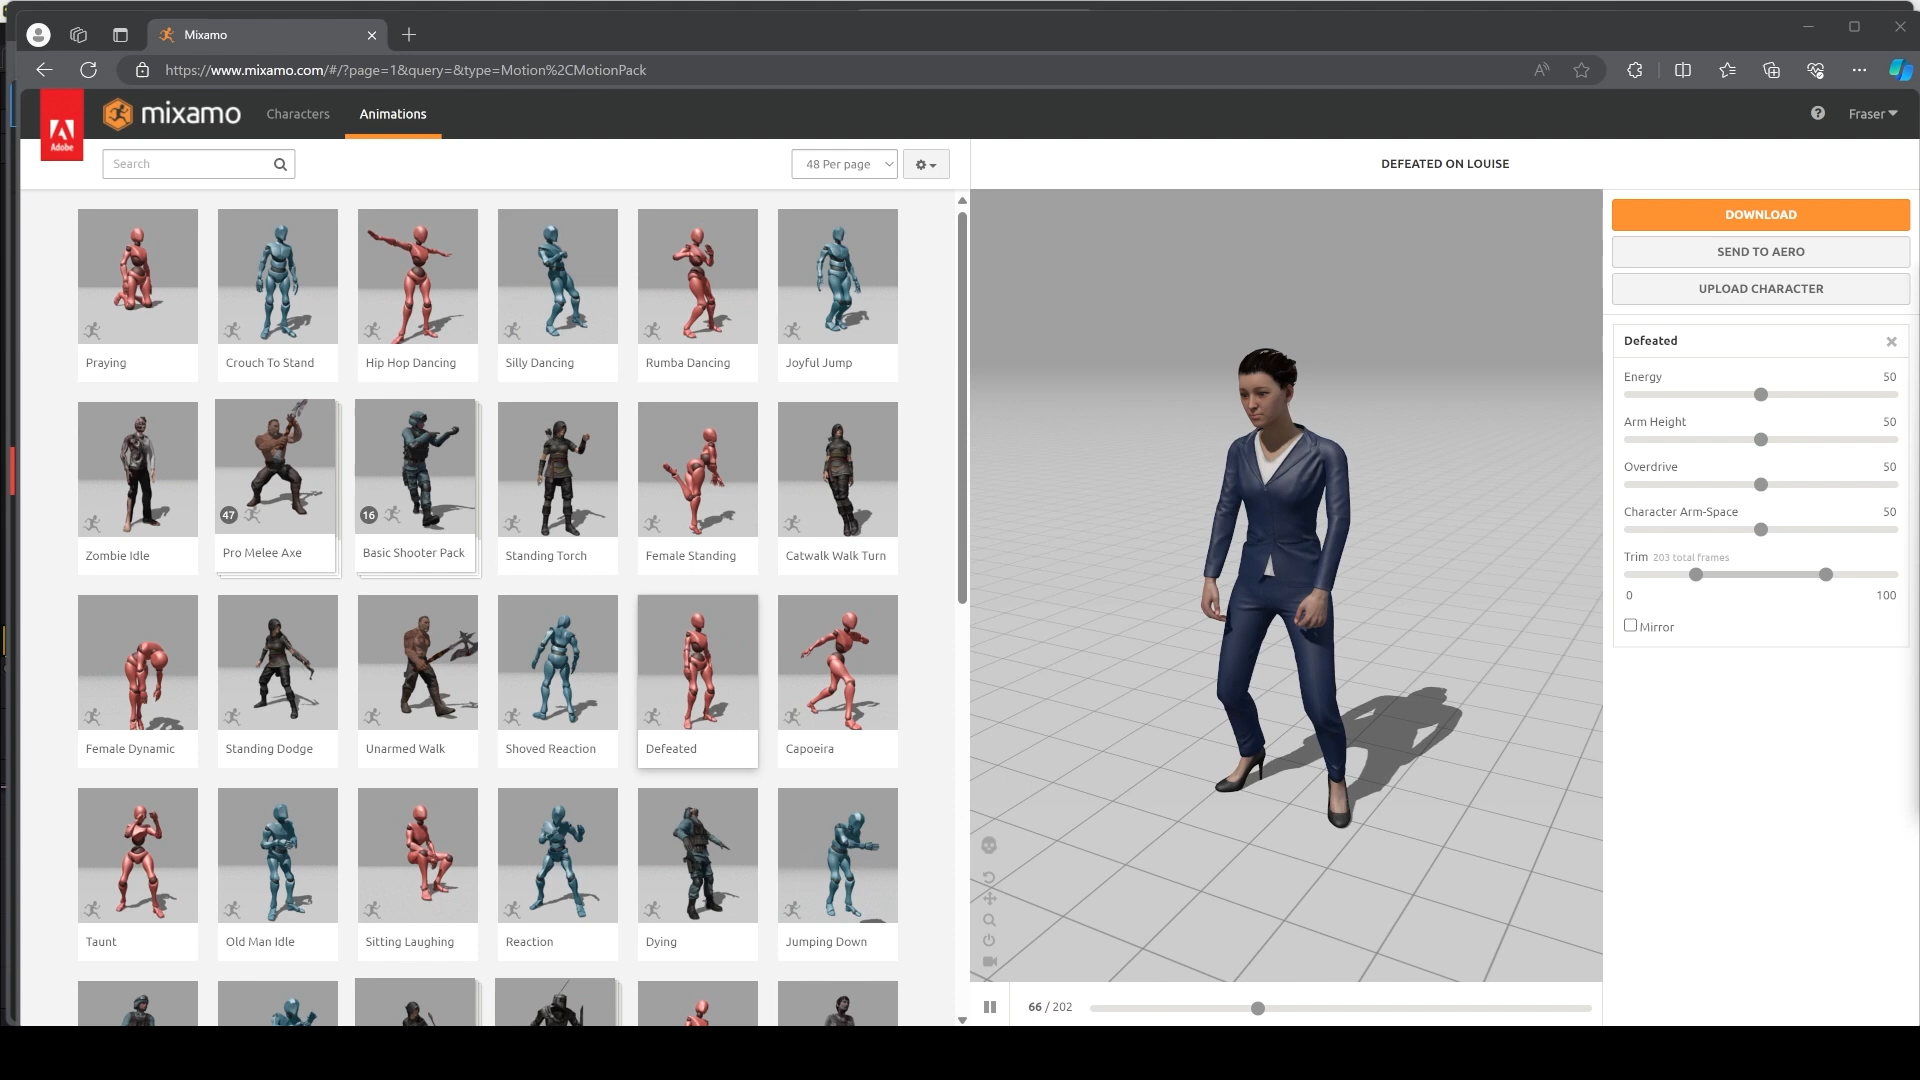 Mixamo
https://www.mixamo.com/#/?page=1&query=&type=Motion%2CMotionPack
Adobe
mixamo
Characters
Animations
Fraser
Search
48 Per page
DEFEATED ON LOUISE
DOWNLOAD
SEND TO AERO
UPLOAD CHARACTER
Praying
Crouch To Stand
Hip Hop Dancing
Silly Dancing
Rumba Dancing
Joyful Jump
47
16
Zombie Idle
Pro Melee Axe
Basic Shooter Pack
Standing Torch
Female Standing
Catwalk Walk Turn
Female Dynamic
Standing Dodge
Unarmed Walk
Shoved Reaction
Defeated
Capoeira
Taunt
Old Man Idle
Sitting Laughing
Reaction
Dying
Jumping Down
66 / 202
Defeated
Energy 50
Arm Height 50
Overdrive 50
Character Arm-Space 50
Trim 203 total frames
0 100
Mirror